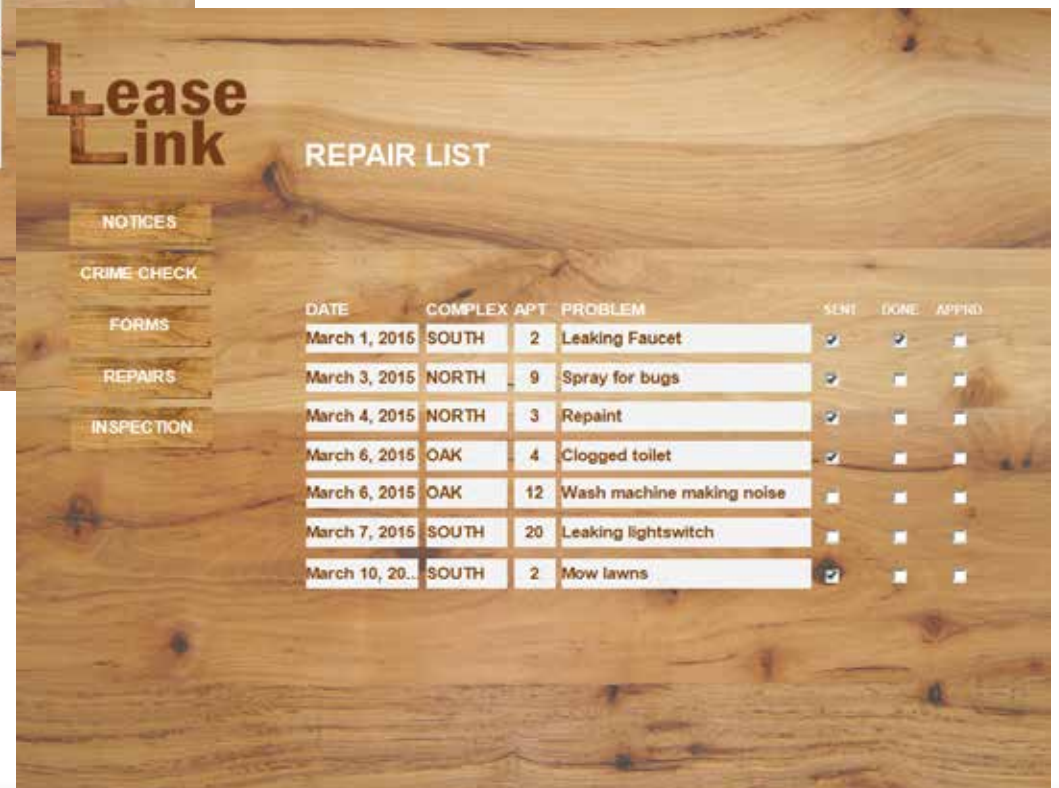 Lease
Link
REPAIR LIST
NOTICES
CRIME CHECK
FORMS
REPAIRS
INSPECTION
DATE COMPLEX APT PROBLEM SENT DONE APPND
March 1, 2015 SOUTH 2 Leaking Faucet
March 3, 2015 NORTH 9 Spray for bugs
March 4, 2015 NORTH 3 Repaint
March 6, 2015 OAK 4 Clogged toilet
March 6, 2015 OAK 12 Wash machine making noise
March 7, 2015 SOUTH 20 Leaking lightswitch
March 10, 20... SOUTH 2 Mow lawns